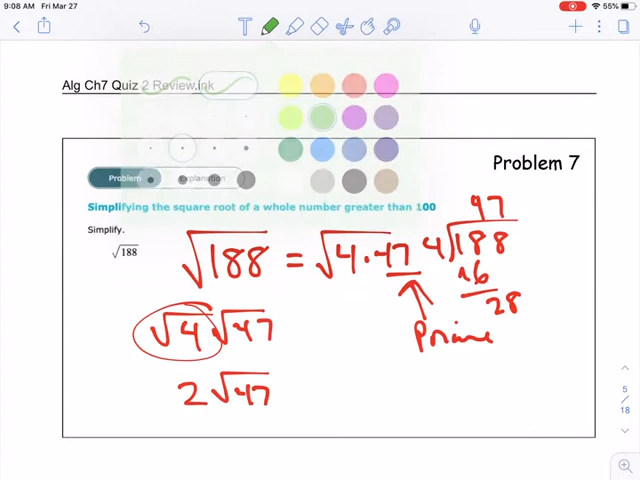 9:08 AM Fri Mar 27
55%
Alg Ch7 Quiz 2 Review.ink
Problem 7
Problem Explanation
Simplifying the square root of a whole number greater than 100
Simplify.
√188
√188 = √4·47
47
4√188
16
28
√4 √47
Prime
2√47
5
/
18